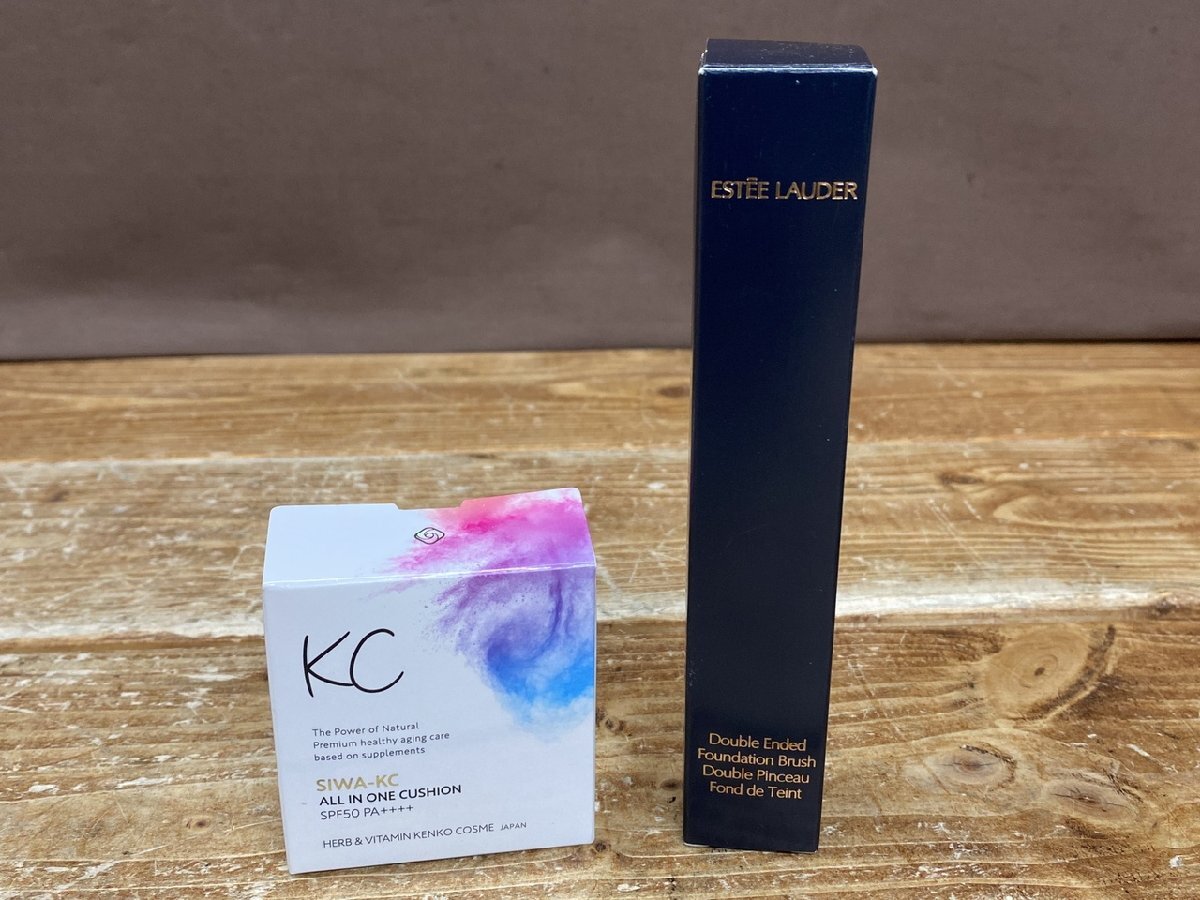 KC
The Power of Natural
Premium healthy aging care
based on supplements
SIWA-KC
ALL IN ONE CUSHION
SPF50 PA++++
HERB & VITAMIN KENKO COSME JAPAN
ESTĒE LAUDER
Double Ended
Foundation Brush
Double Pinceau
Fond de Teint